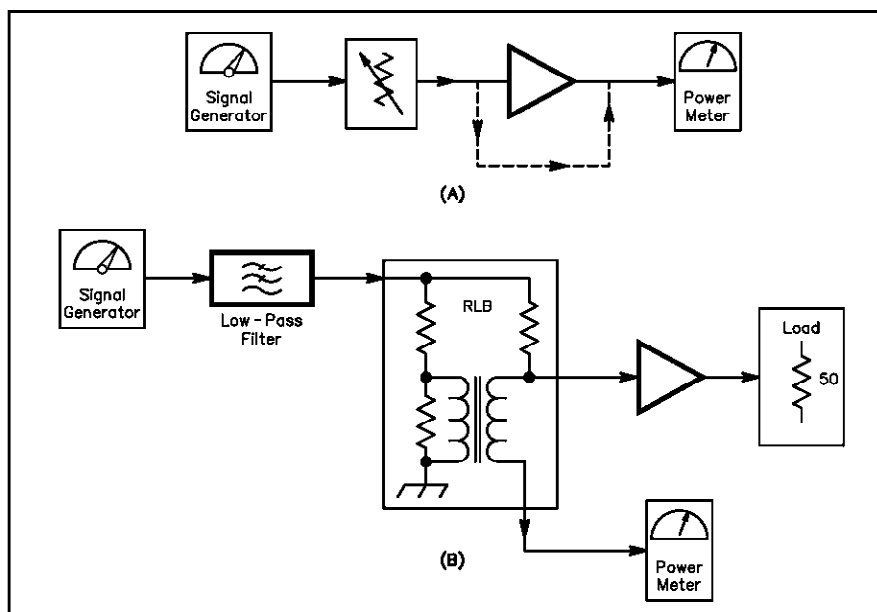 Signal
Generator
Power
Meter
(A)
Signal
Generator
Low-Pass
Filter
RLB
Load
50
(B)
Power
Meter